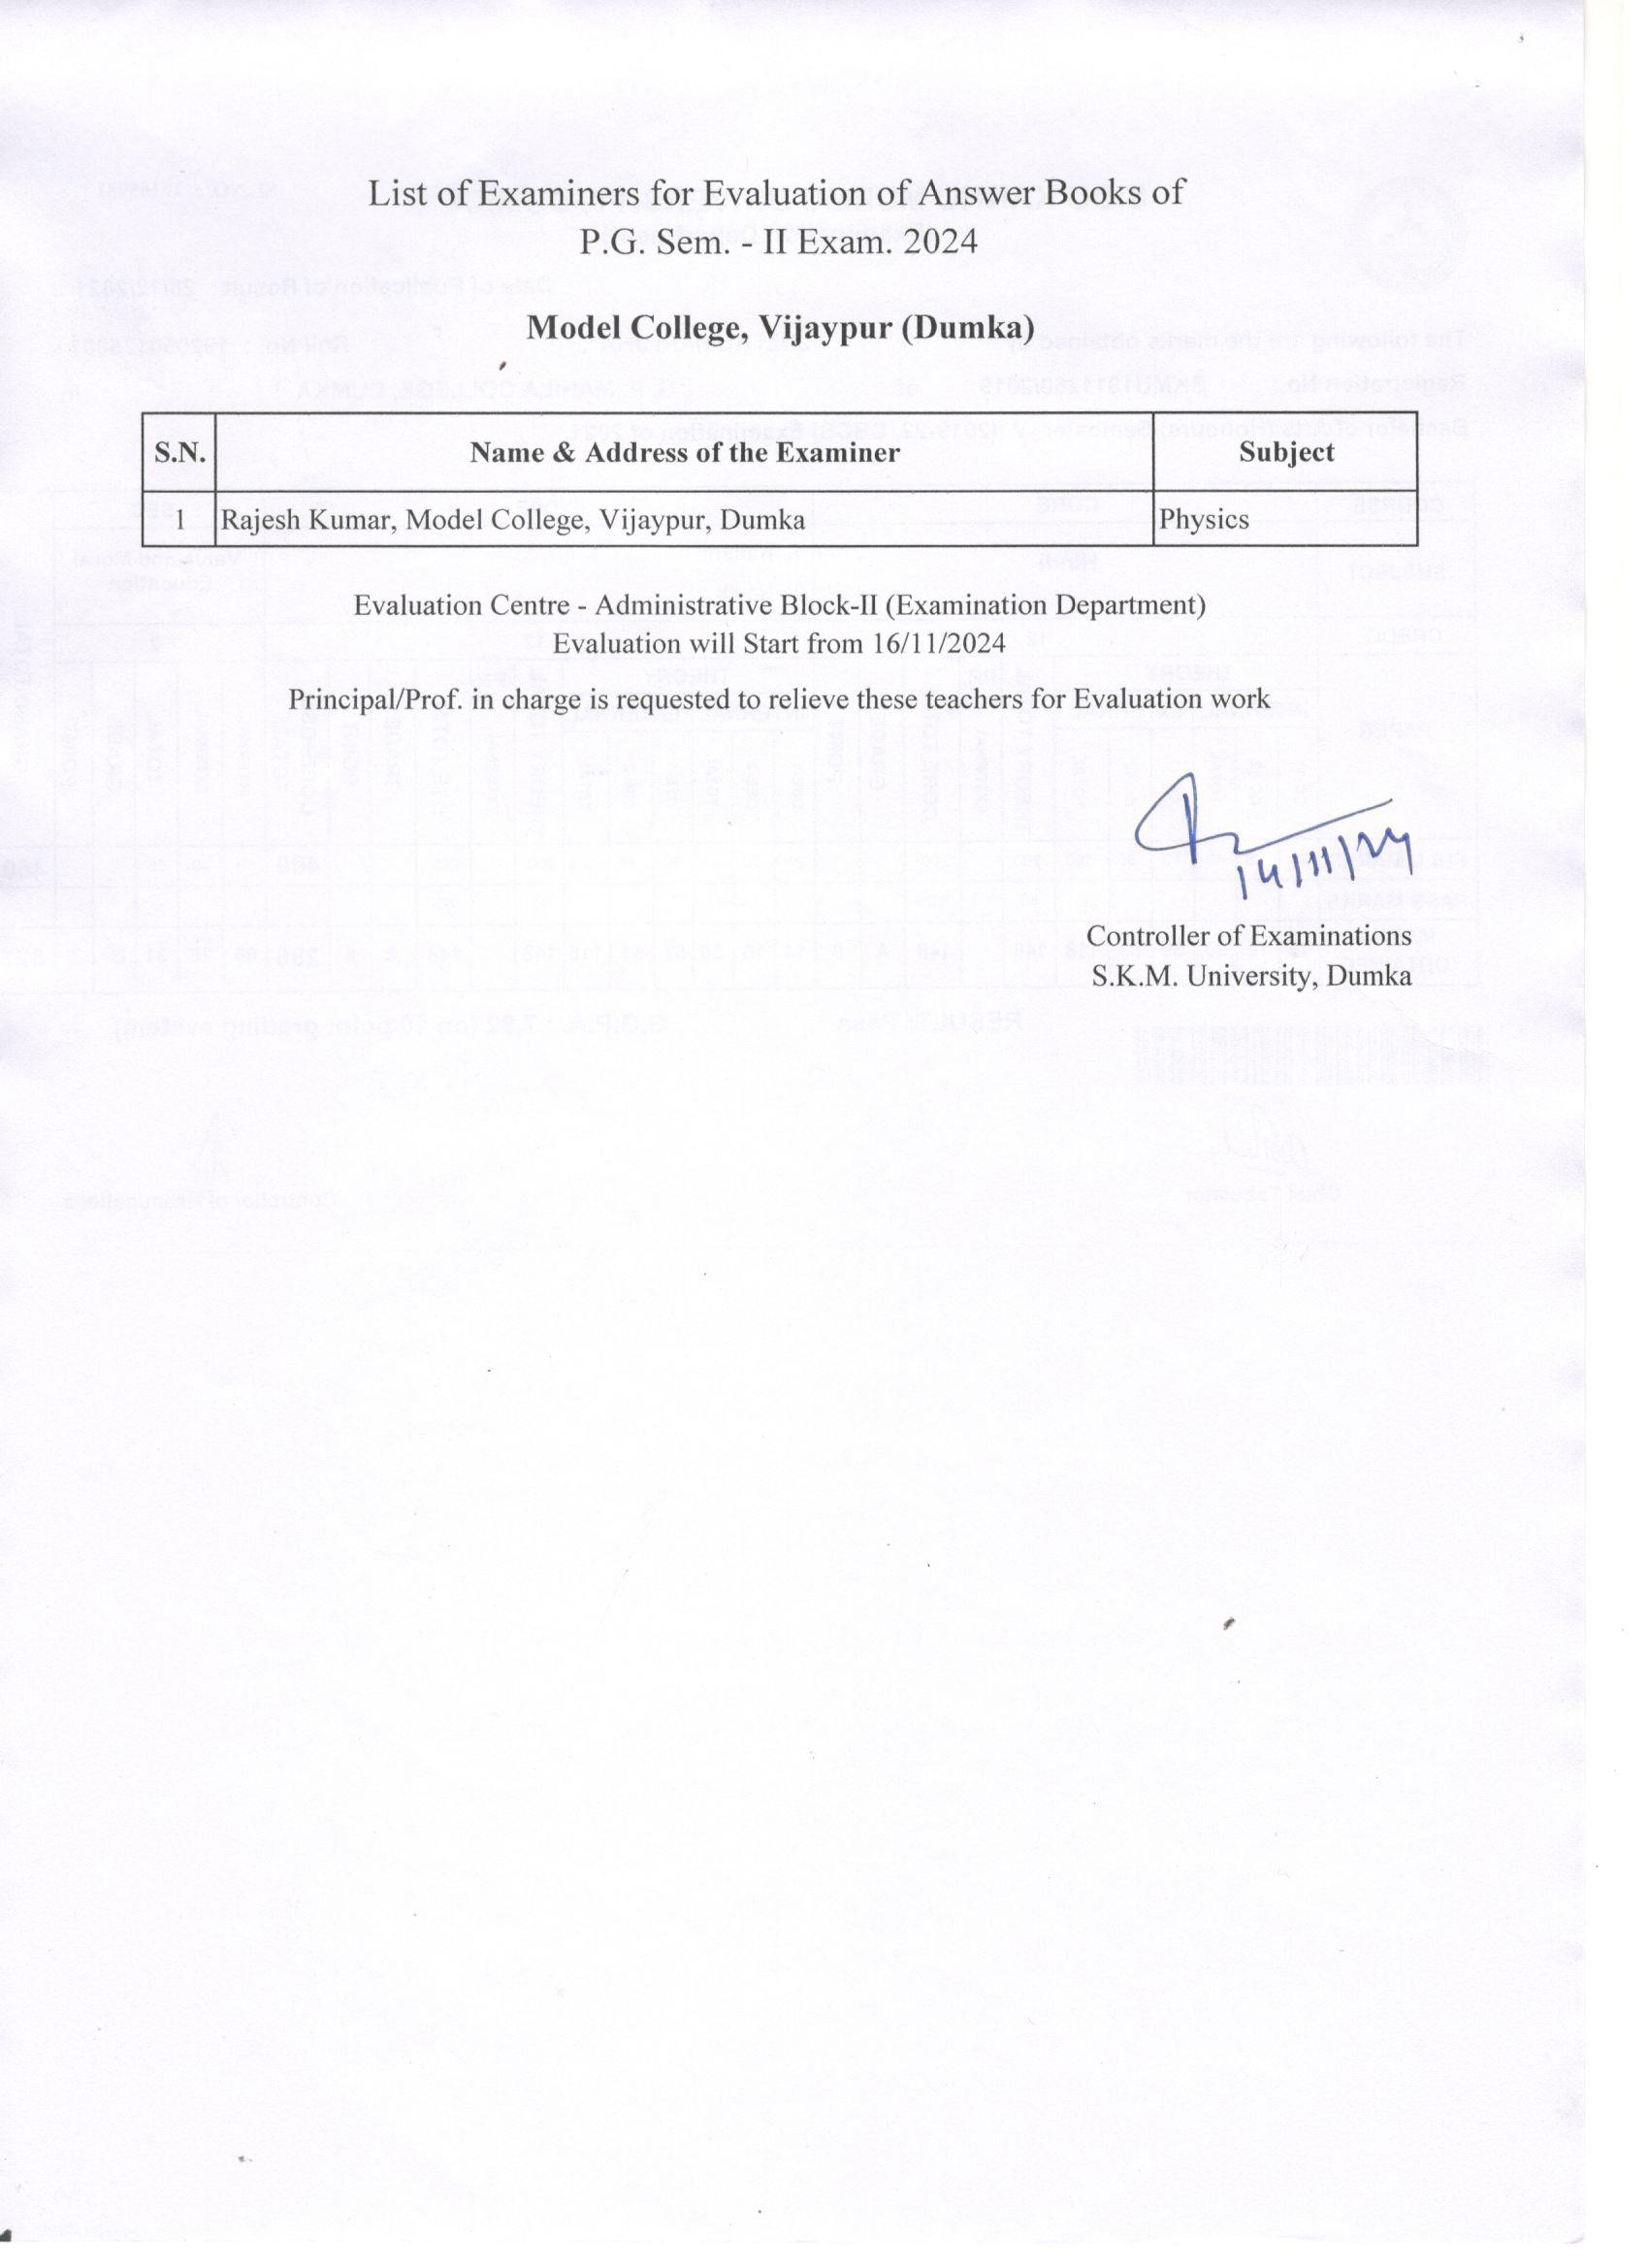 List of Examiners for Evaluation of Answer Books of
P.G. Sem. - II Exam. 2024
Model College, Vijaypur (Dumka)
S.N. Name & Address of the Examiner Subject
1 Rajesh Kumar, Model College, Vijaypur, Dumka Physics
Evaluation Centre - Administrative Block-II (Examination Department)
Evaluation will Start from 16/11/2024
Principal/Prof. in charge is requested to relieve these teachers for Evaluation work
14/11/24
Controller of Examinations
S.K.M. University, Dumka